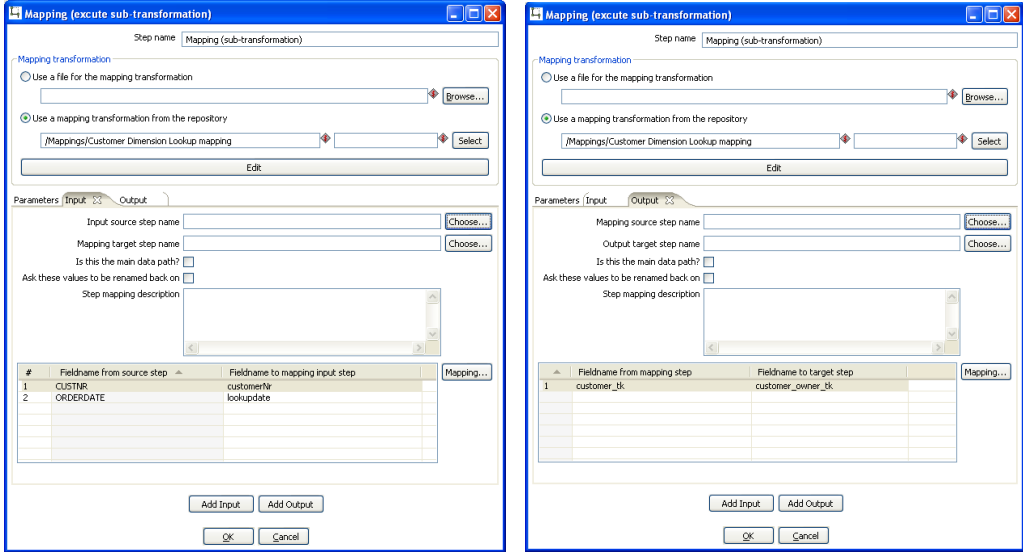 Mapping (excute sub-transformation)
Step name Mapping (sub-transformation)
Mapping transformation
Use a file for the mapping transformation
Browse...
Use a mapping transformation from the repository
/Mappings/Customer Dimension Lookup mapping Select
Edit
Parameters Input Output
Input source step name Choose...
Mapping target step name Choose...
Is this the main data path?
Ask these values to be renamed back on
Step mapping description
# Fieldname from source step Fieldname to mapping input step Mapping...
1 CUSTNR customerNr
2 ORDERDATE lookupdate
Add Input Add Output
OK Cancel
Mapping (excute sub-transformation)
Step name Mapping (sub-transformation)
Mapping transformation
Use a file for the mapping transformation
Browse...
Use a mapping transformation from the repository
/Mappings/Customer Dimension Lookup mapping Select
Edit
Parameters Input Output
Mapping source step name Choose...
Output target step name Choose...
Is this the main data path?
Ask these values to be renamed back on
Step mapping description
Fieldname from mapping step Fieldname to target step Mapping...
1 customer_tk customer_owner_tk
Add Input Add Output
OK Cancel